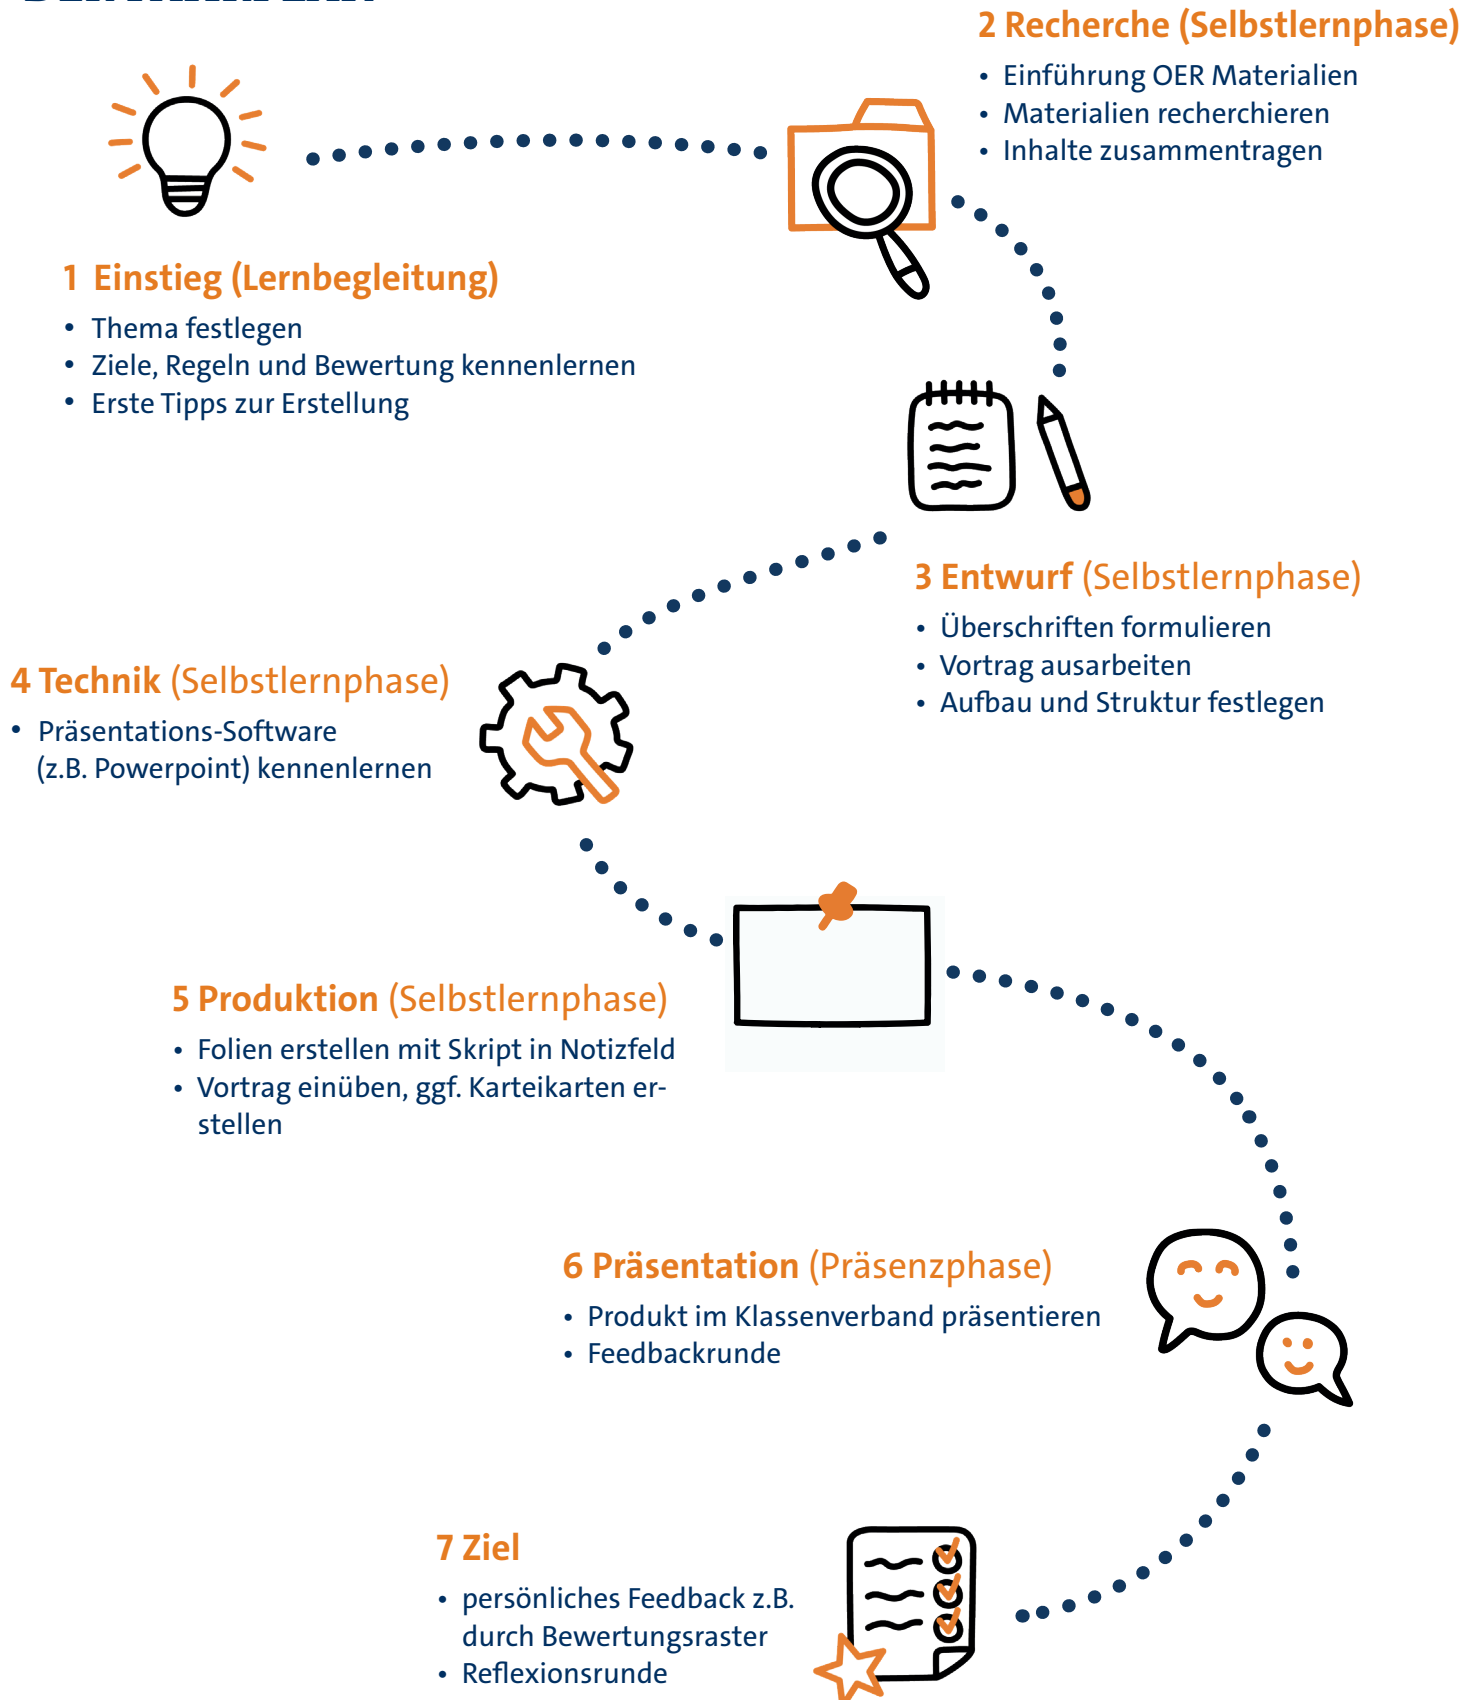 1 Einstieg (Lernbegleitung)
• Thema festlegen
• Ziele, Regeln und Bewertung kennenlernen
• Erste Tipps zur Erstellung
2 Recherche (Selbstlernphase)
• Einführung OER Materialien
• Materialien recherchieren
• Inhalte zusammentragen
3 Entwurf (Selbstlernphase)
• Überschriften formulieren
• Vortrag ausarbeiten
• Aufbau und Struktur festlegen
4 Technik (Selbstlernphase)
• Präsentations-Software
(z.B. Powerpoint) kennenlernen
5 Produktion (Selbstlernphase)
• Folien erstellen mit Skript in Notizfeld
• Vortrag einüben, ggf. Karteikarten er-
stellen
6 Präsentation (Präsenzphase)
• Produkt im Klassenverband präsentieren
• Feedbackrunde
7 Ziel
• persönliches Feedback z.B.
durch Bewertungsraster
• Reflexionsrunde